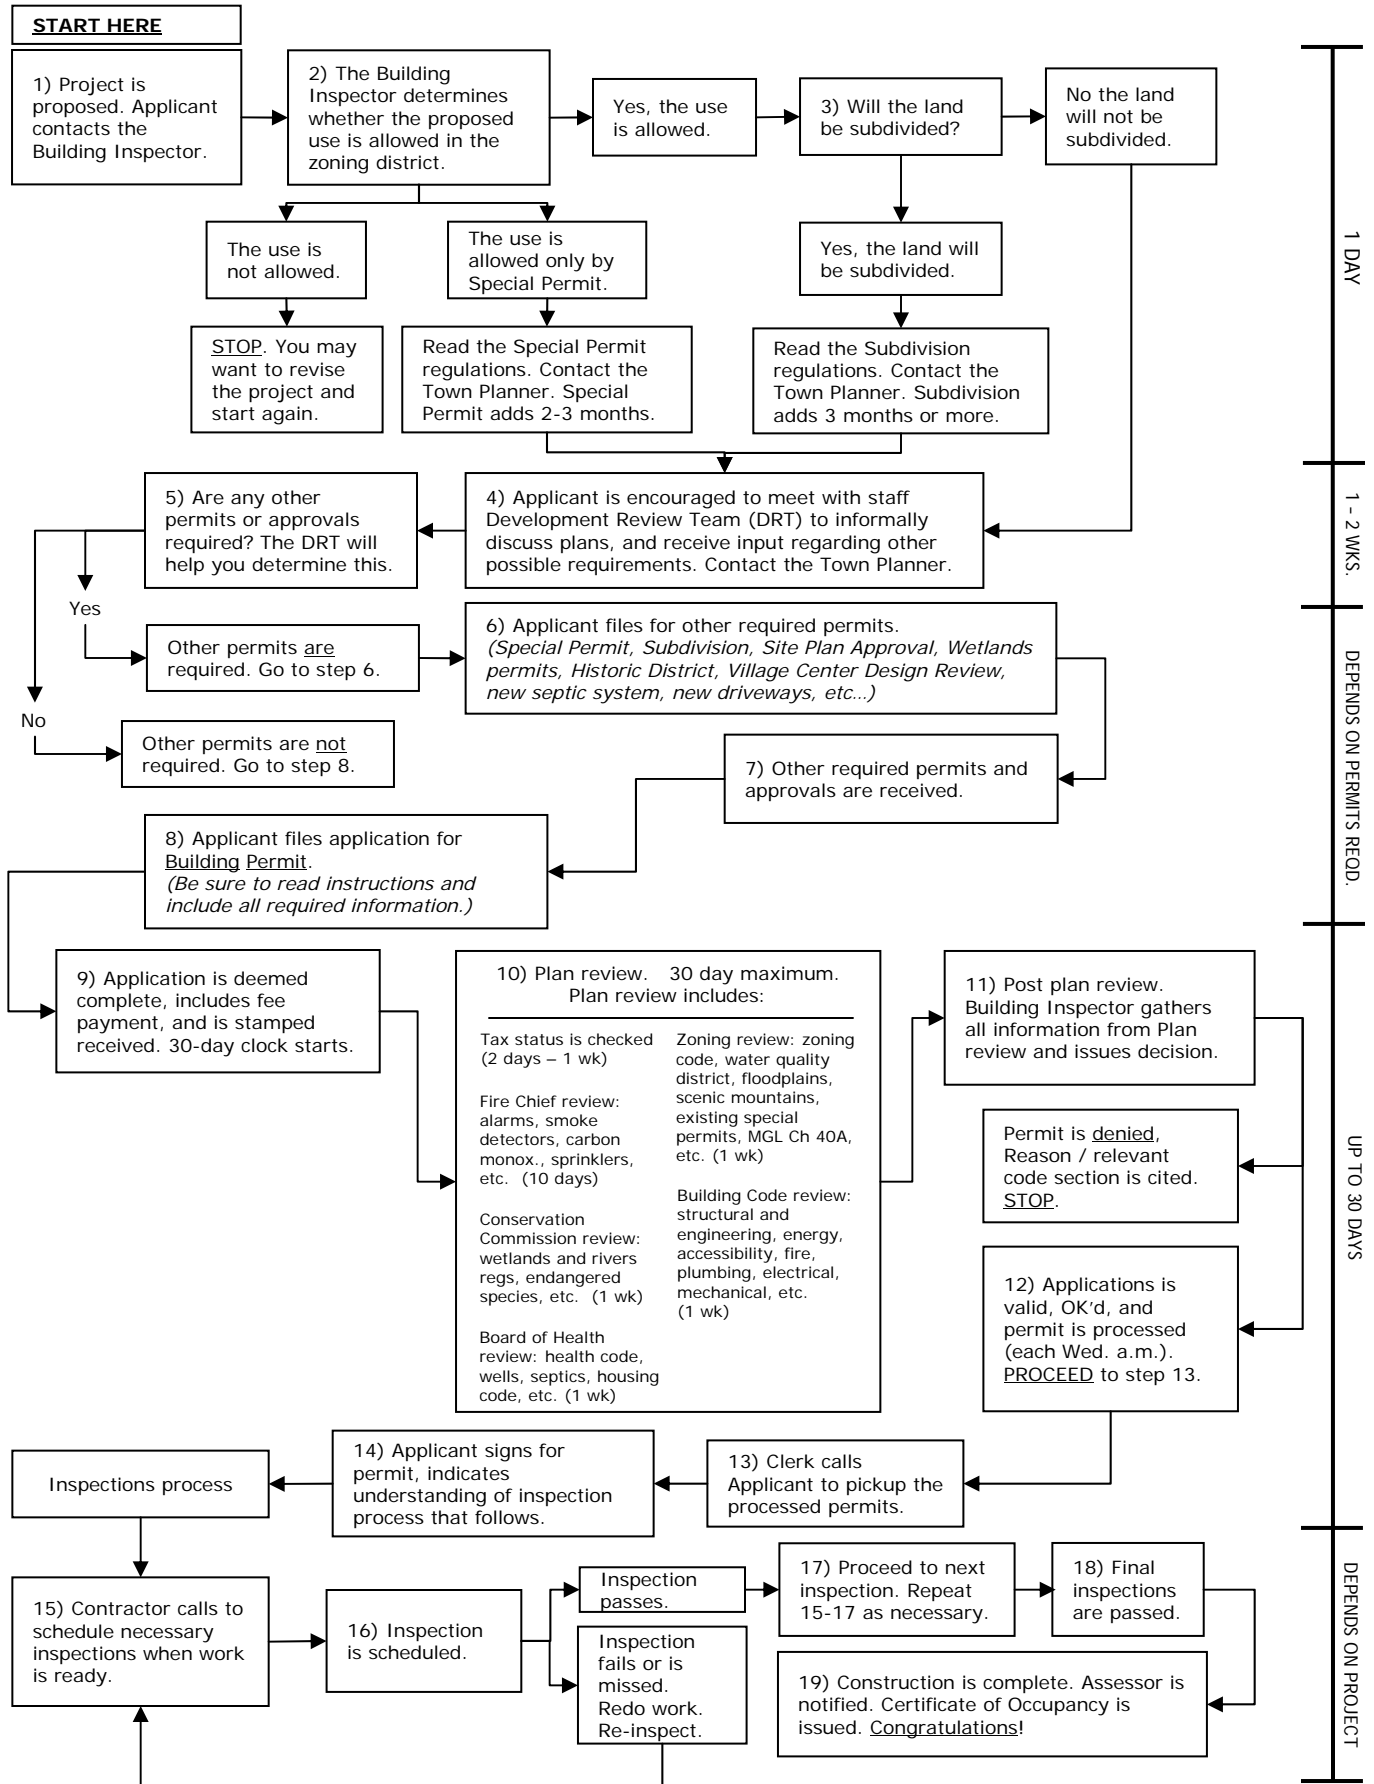 START HERE
1) Project is
proposed. Applicant
contacts the
Building Inspector.
2) The Building
Inspector determines
whether the proposed
use is allowed in the
zoning district.
Yes, the use
is allowed.
3) Will the land
be subdivided?
No the land
will not be
subdivided.
The use is
not allowed.
The use is
allowed only by
Special Permit.
Yes, the land will
be subdivided.
1 DAY
STOP. You may
want to revise
the project and
start again.
Read the Special Permit
regulations. Contact the
Town Planner. Special
Permit adds 2-3 months.
Read the Subdivision
regulations. Contact the
Town Planner. Subdivision
adds 3 months or more.
5) Are any other
permits or approvals
required? The DRT will
help you determine this.
4) Applicant is encouraged to meet with staff
Development Review Team (DRT) to informally
discuss plans, and receive input regarding other
possible requirements. Contact the Town Planner.
1 - 2 WKS.
Yes
Other permits are
required. Go to step 6.
6) Applicant files for other required permits.
(Special Permit, Subdivision, Site Plan Approval, Wetlands
permits, Historic District, Village Center Design Review,
new septic system, new driveways, etc…)
DEPENDS ON PERMITS REQD.
No
Other permits are not
required. Go to step 8.
7) Other required permits and
approvals are received.
8) Applicant files application for
Building Permit.
(Be sure to read instructions and
include all required information.)
9) Application is deemed
complete, includes fee
payment, and is stamped
received. 30-day clock starts.
10) Plan review. 30 day maximum.
Plan review includes:
Tax status is checked
(2 days – 1 wk)
Fire Chief review:
alarms, smoke
detectors, carbon
monox., sprinklers,
etc. (10 days)
Conservation
Commission review:
wetlands and rivers
regs, endangered
species, etc. (1 wk)
Board of Health
review: health code,
wells, septics, housing
code, etc. (1 wk)
Zoning review: zoning
code, water quality
district, floodplains,
scenic mountains,
existing special
permits, MGL Ch 40A,
etc. (1 wk)
Building Code review:
structural and
engineering, energy,
accessibility, fire,
plumbing, electrical,
mechanical, etc.
(1 wk)
11) Post plan review.
Building Inspector gathers
all information from Plan
review and issues decision.
Permit is denied,
Reason / relevant
code section is cited.
STOP.
12) Applications is
valid, OK’d, and
permit is processed
(each Wed. a.m.).
PROCEED to step 13.
UP TO 30 DAYS
Inspections process
14) Applicant signs for
permit, indicates
understanding of inspection
process that follows.
13) Clerk calls
Applicant to pickup the
processed permits.
15) Contractor calls to
schedule necessary
inspections when work
is ready.
16) Inspection
is scheduled.
Inspection
passes.
Inspection
fails or is
missed.
Redo work.
Re-inspect.
17) Proceed to next
inspection. Repeat
15-17 as necessary.
18) Final
inspections
are passed.
19) Construction is complete. Assessor is
notified. Certificate of Occupancy is
issued. Congratulations!
DEPENDS ON PROJECT